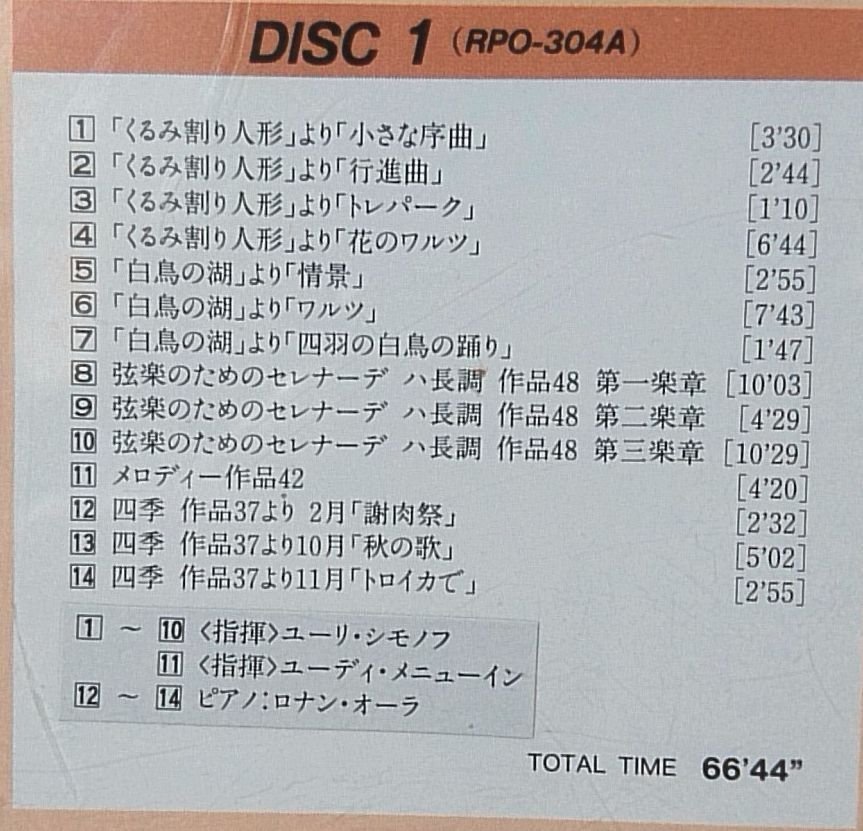 DISC 1 (RPO-304A)
1 「くるみ割り人形」より「小さな序曲」 [3'30]
2 「くるみ割り人形」より「行進曲」 [2'44]
3 「くるみ割り人形」より「トレパーク」 [1'10]
4 「くるみ割り人形」より「花のワルツ」 [6'44]
5 「白鳥の湖」より「情景」 [2'55]
6 「白鳥の湖」より「ワルツ」 [7'43]
7 「白鳥の湖」より「四羽の白鳥の踊り」 [1'47]
8 弦楽のためのセレナーデ ハ長調 作品48 第一楽章 [10'03]
9 弦楽のためのセレナーデ ハ長調 作品48 第二楽章 [4'29]
10 弦楽のためのセレナーデ ハ長調 作品48 第三楽章 [10'29]
11 メロディー作品42 [4'20]
12 四季 作品37より 2月「謝肉祭」 [2'32]
13 四季 作品37より10月「秋の歌」 [5'02]
14 四季 作品37より11月「トロイカで」 [2'55]
1 ~ 10 〈指揮〉ユーリ・シモノフ
11 〈指揮〉ユーディ・メニューイン
12 ~ 14 ピアノ:ロナン・オーラ
TOTAL TIME 66'44"